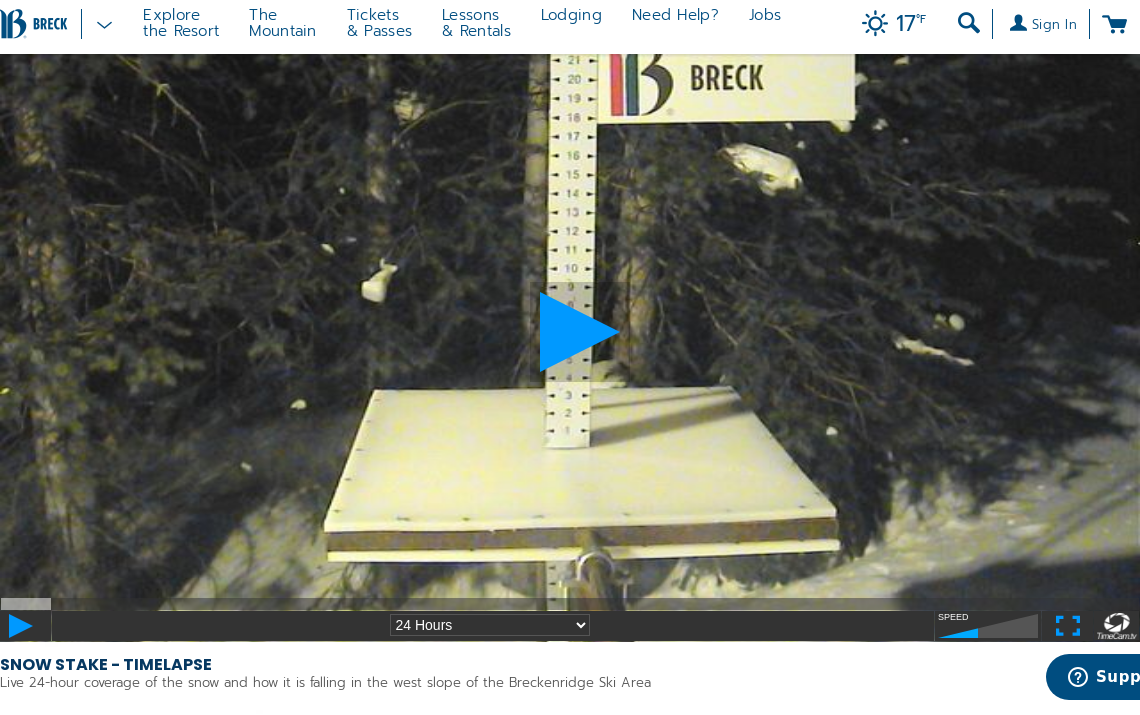 BRECK
Explore
the Resort
The
Mountain
Tickets
& Passes
Lessons
& Rentals
Lodging
Need Help?
Jobs
17°F
Sign In
21
20
19
18
17
16
15
14
13
12
11
10
9
8
5
4
3
2
1
BRECK
24 Hours
SPEED
TimeCam.tv
SNOW STAKE - TIMELAPSE
Live 24-hour coverage of the snow and how it is falling in the west slope of the Breckenridge Ski Area
Supp